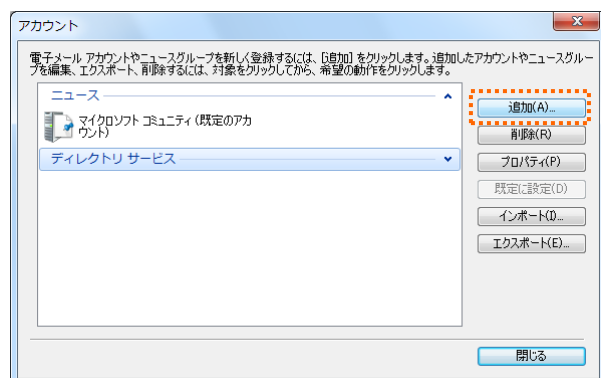 アカウント
電子メール アカウントやニュースグループを新しく登録するには、[追加] をクリックします。追加したアカウントやニュースグルー
プを編集、エクスポート、削除するには、対象をクリックしてから、希望の動作をクリックします。
ニュース
マイクロソフト コミュニティ (既定のアカ
ウント)
ディレクトリ サービス
追加(A)...
削除(R)
プロパティ(P)
既定に設定(D)
インポート(I)...
エクスポート(E)...
閉じる